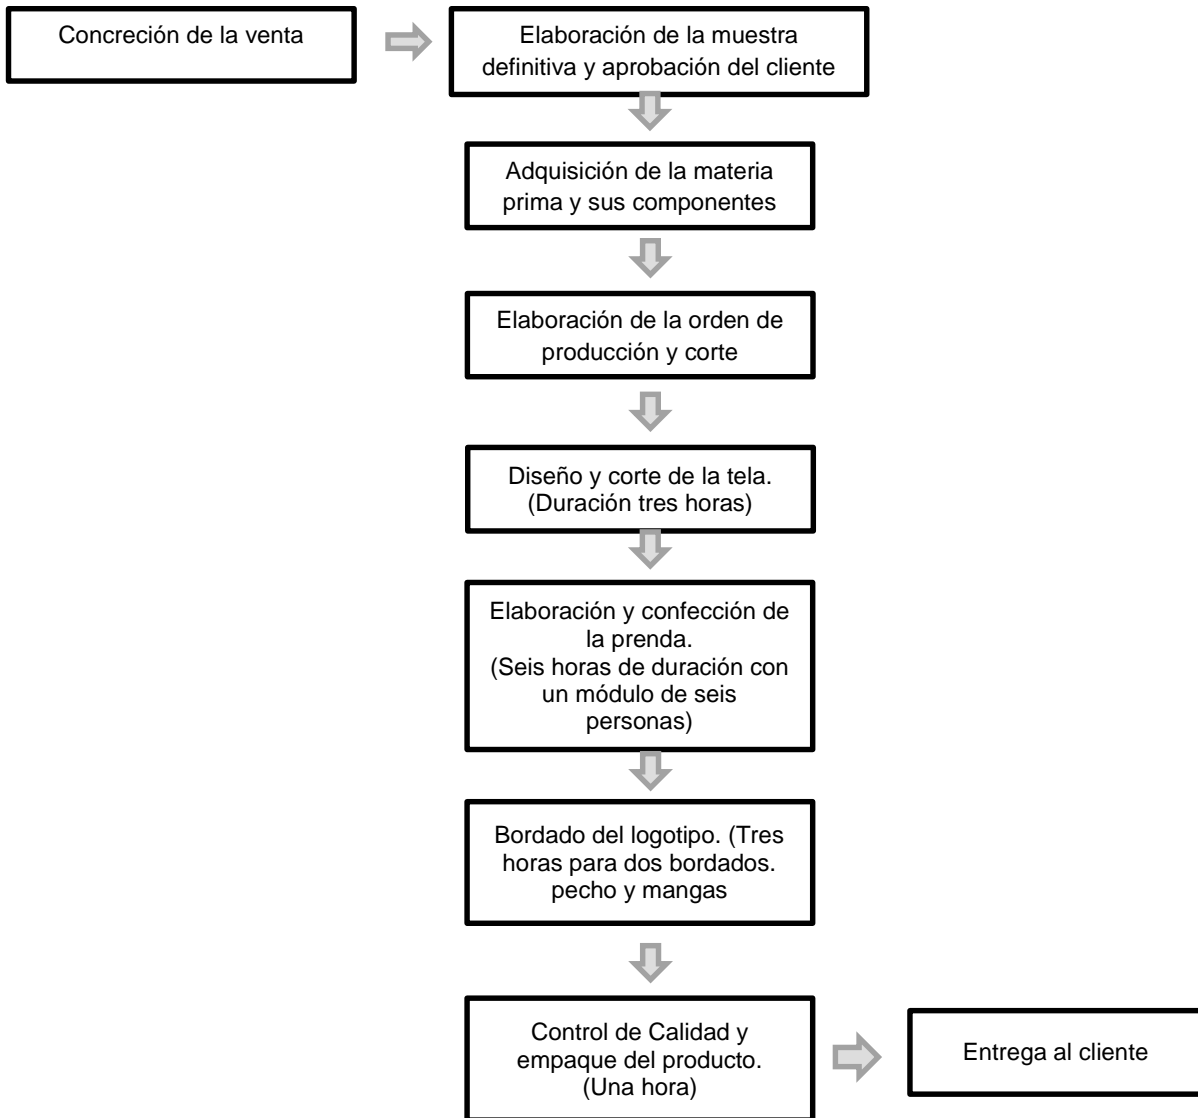 Concreción de la venta
Elaboración de la muestra
definitiva y aprobación del cliente
Adquisición de la materia
prima y sus componentes
Elaboración de la orden de
producción y corte
Diseño y corte de la tela.
(Duración tres horas)
Elaboración y confección de
la prenda.
(Seis horas de duración con
un módulo de seis
personas)
Bordado del logotipo. (Tres
horas para dos bordados.
pecho y mangas
Control de Calidad y
empaque del producto.
(Una hora)
Entrega al cliente